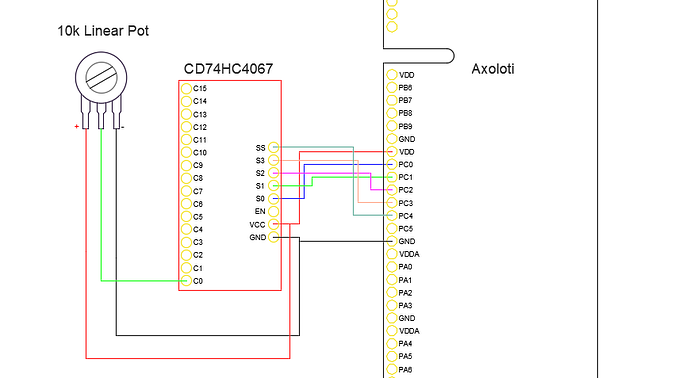 10k Linear Pot
+
-
CD74HC4067
C15
C14
C13
C12
C11
C10
C9
C8
C7
C6
C5
C4
C3
C2
C1
C0
SS
S3
S2
S1
S0
EN
VCC
GND
Axoloti
VDD
PB6
PB7
PB8
PB9
GND
VDD
PC0
PC1
PC2
PC3
PC4
PC5
GND
VDDA
PA0
PA1
PA2
PA3
GND
VDDA
PA4
PA5
PA6